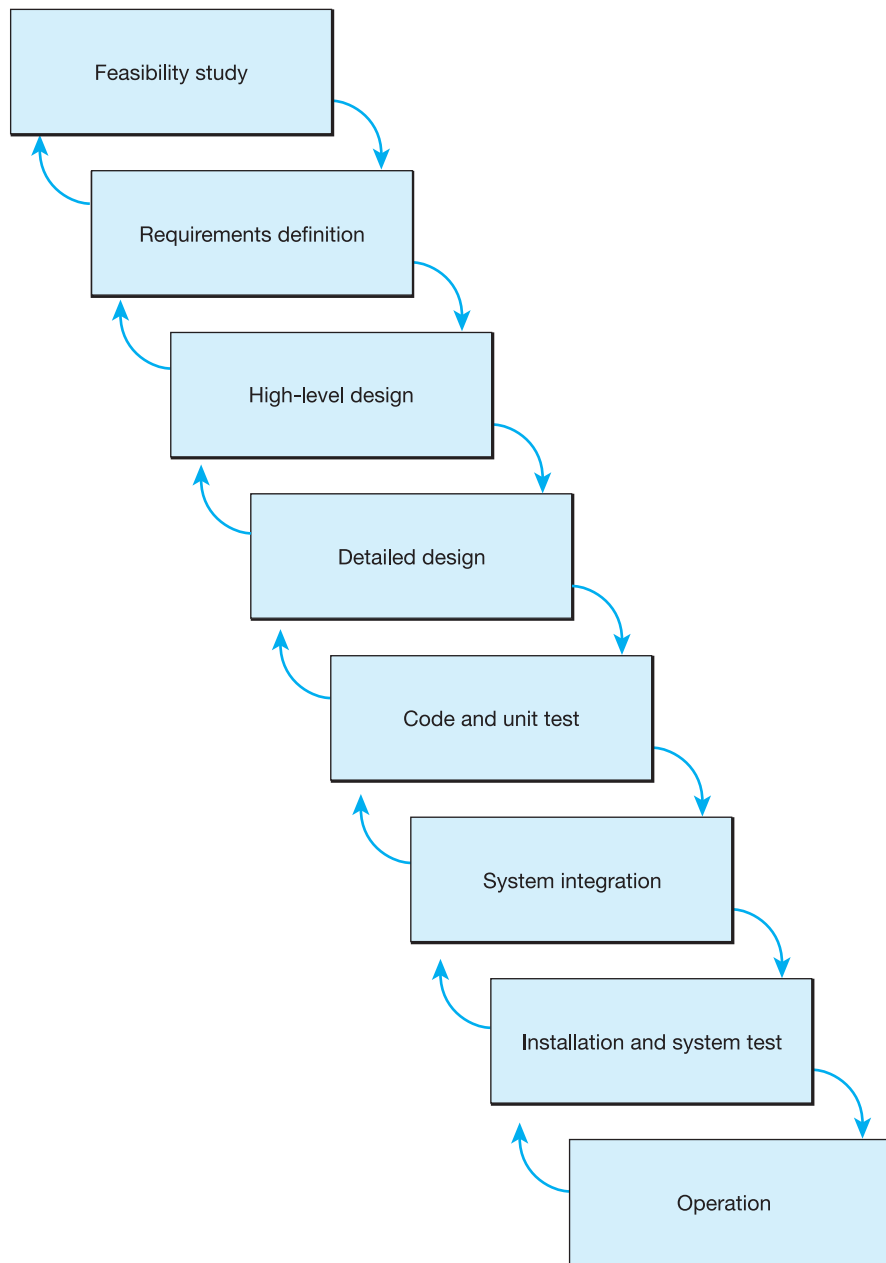 Feasibility study
Requirements definition
High-level design
Detailed design
Code and unit test
System integration
Installation and system test
Operation